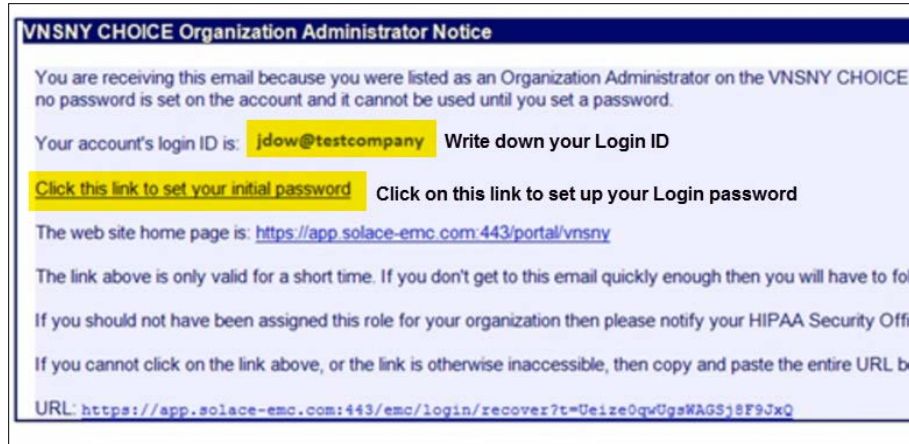 VNSNY CHOICE Organization Administrator Notice
You are receiving this email because you were listed as an Organization Administrator on the VNSNY CHOICE
no password is set on the account and it cannot be used until you set a password.
Your account's login ID is: jdow@testcompany Write down your Login ID
Click this link to set your initial password Click on this link to set up your Login password
The web site home page is: https://app.solace-emc.com:443/portal/vnsny
The link above is only valid for a short time. If you don't get to this email quickly enough then you will have to fol
If you should not have been assigned this role for your organization then please notify your HIPAA Security Offi
If you cannot click on the link above, or the link is otherwise inaccessible, then copy and paste the entire URL b
URL: https://app.solace-emc.com:443/emc/login/recover?t=Ueize0qwUgsWAGSj8F9JxQ